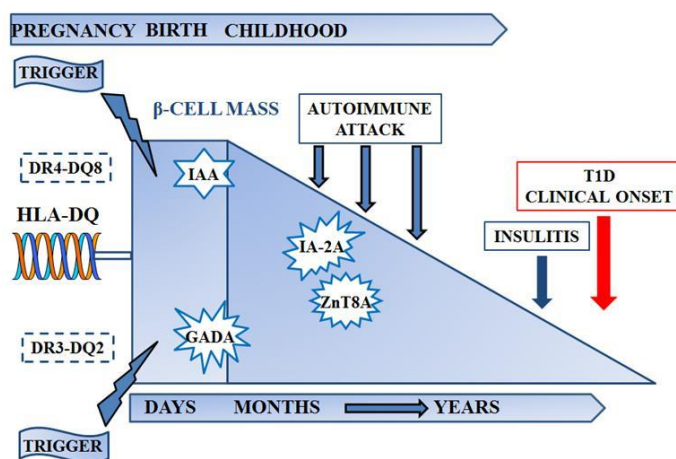 PREGNANCY BIRTH CHILDHOOD
TRIGGER
β-CELL MASS
AUTOIMMUNE
ATTACK
DR4-DQ8
IAA
T1D
CLINICAL ONSET
HLA-DQ
INSULITIS
IA-2A
ZnT8A
GADA
DR3-DQ2
DAYS MONTHS YEARS
TRIGGER